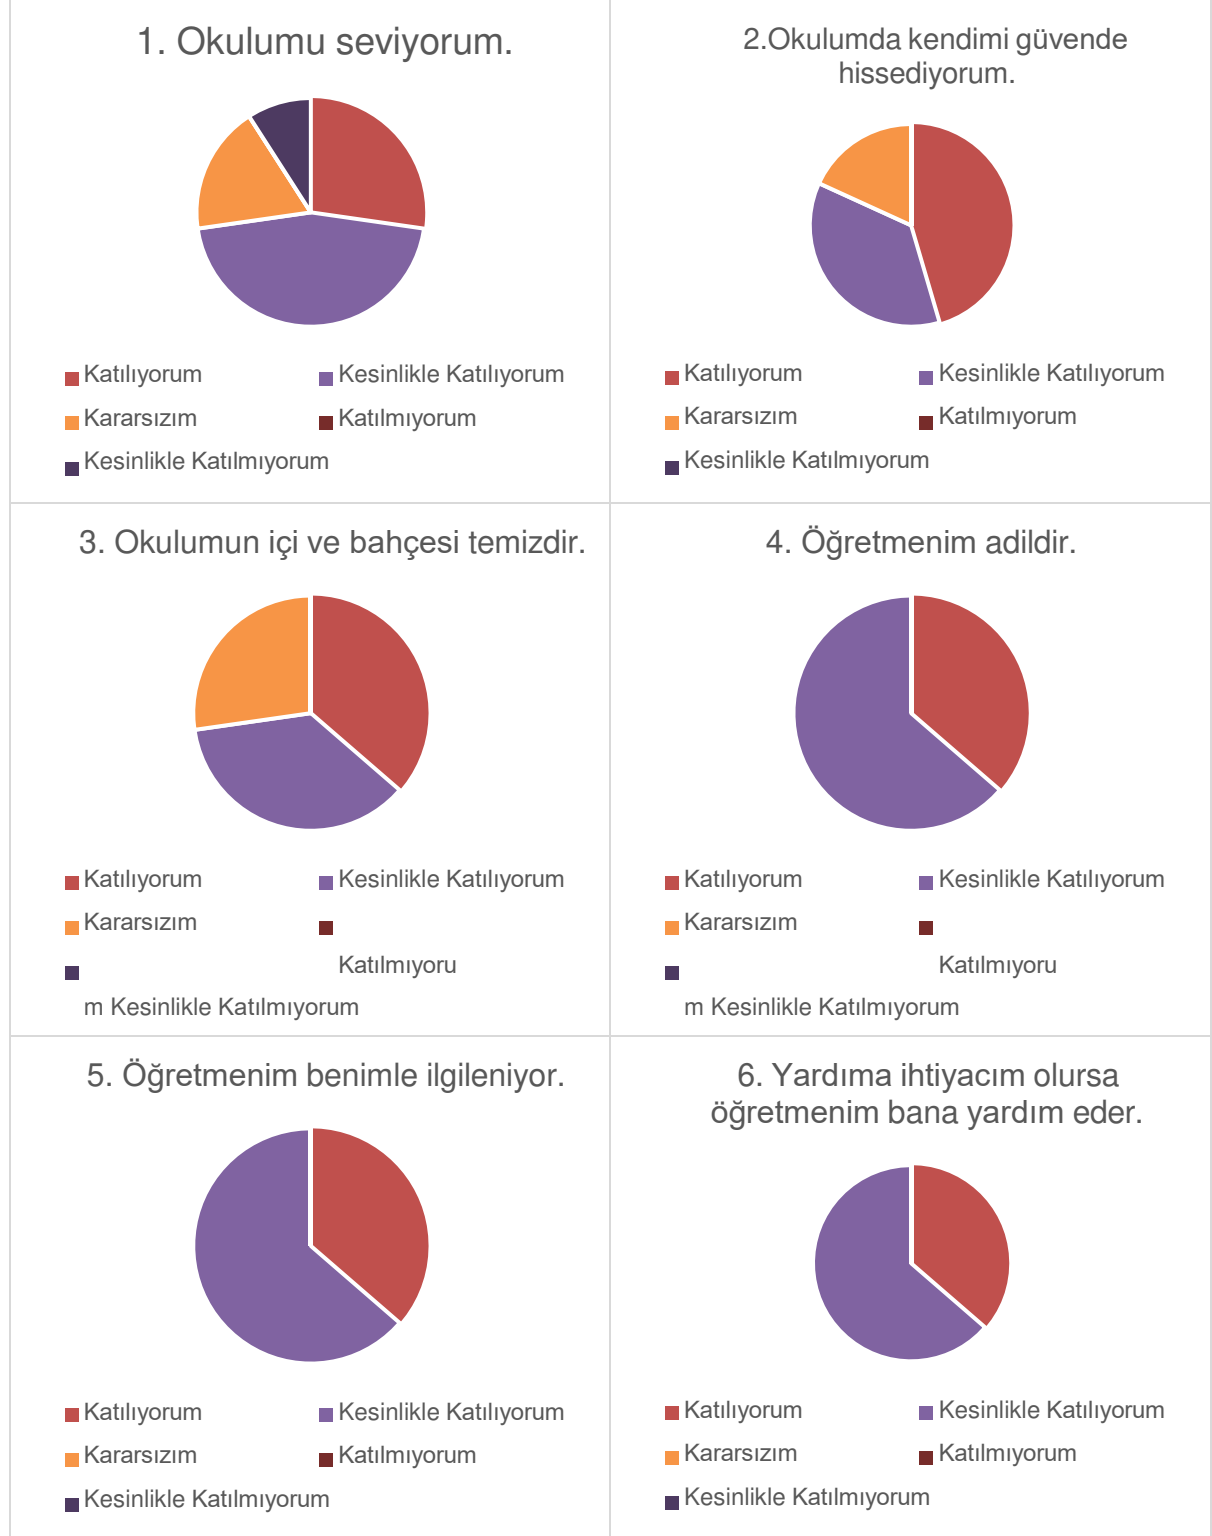 1. Okulumu seviyorum.
Katılıyorum
Kesinlikle Katılıyorum
Kararsızım
Katılmıyorum
Kesinlikle Katılmıyorum
2.Okulumda kendimi güvende
hissediyorum.
Katılıyorum
Kesinlikle Katılıyorum
Kararsızım
Katılmıyorum
Kesinlikle Katılmıyorum
3. Okulumun içi ve bahçesi temizdir.
Katılıyorum
Kesinlikle Katılıyorum
Kararsızım
Katılmıyoru
m Kesinlikle Katılmıyorum
4. Öğretmenim adildir.
Katılıyorum
Kesinlikle Katılıyorum
Kararsızım
Katılmıyoru
m Kesinlikle Katılmıyorum
5. Öğretmenim benimle ilgileniyor.
Katılıyorum
Kesinlikle Katılıyorum
Kararsızım
Katılmıyorum
Kesinlikle Katılmıyorum
6. Yardıma ihtiyacım olursa
öğretmenim bana yardım eder.
Katılıyorum
Kesinlikle Katılıyorum
Kararsızım
Katılmıyorum
Kesinlikle Katılmıyorum